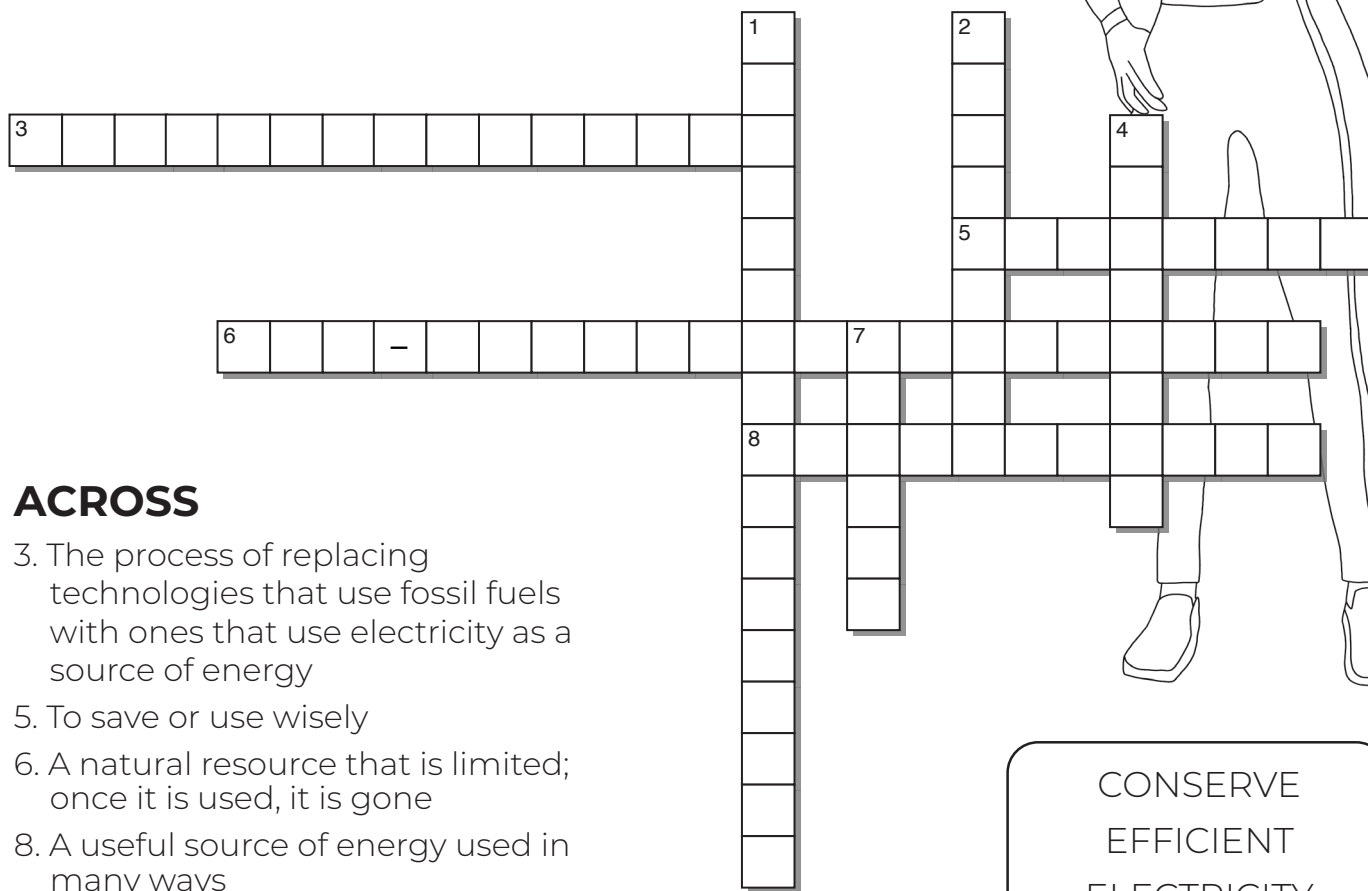 1
2
3
4
5
6
–
7
8
ACROSS
3. The process of replacing
technologies that use fossil fuels
with ones that use electricity as a
source of energy
5. To save or use wisely
6. A natural resource that is limited;
once it is used, it is gone
8. A useful source of energy used in
many ways
CONSERVE
EFFICIENT
ELECTRICITY